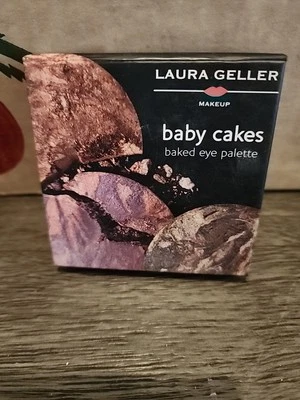 LAURA GELLER
MAKEUP
baby cakes
baked eye palette